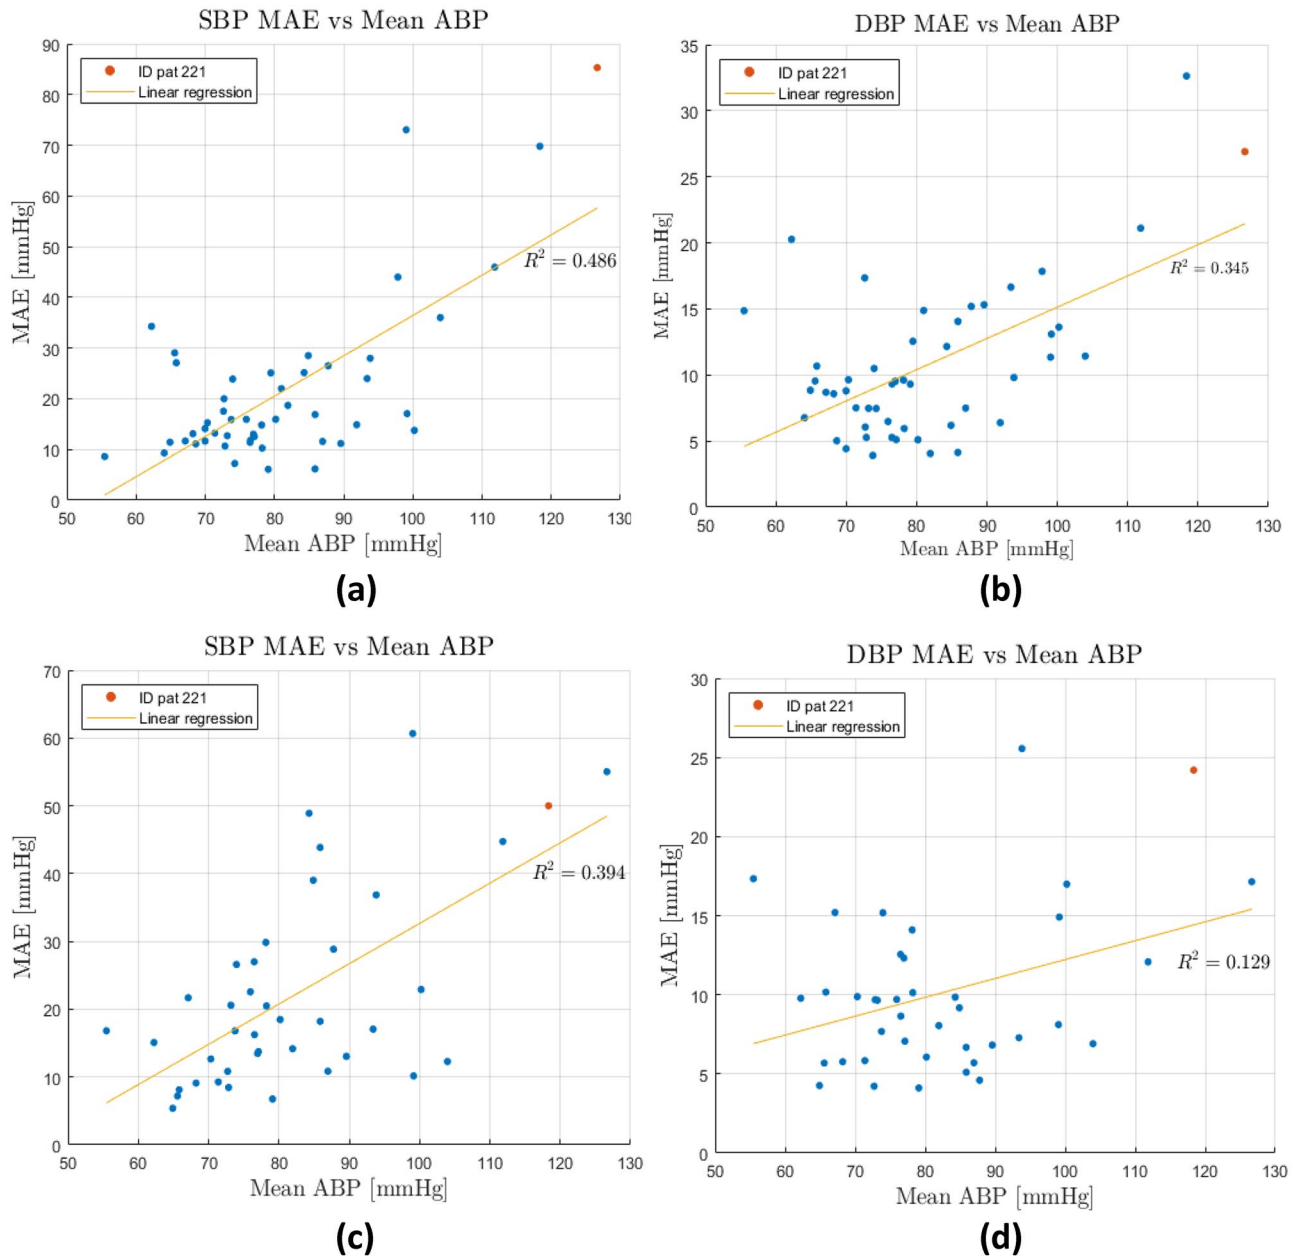 SBP MAE vs Mean ABP
90
80
70
60
50
40
30
20
10
0
MAE [mmHg]
ID pat 221
Linear regression
R² = 0.486
50 60 70 80 90 100 110 120 130
Mean ABP [mmHg]
(a)
DBP MAE vs Mean ABP
35
30
25
20
15
10
5
0
MAE [mmHg]
ID pat 221
Linear regression
R² = 0.345
50 60 70 80 90 100 110 120 130
Mean ABP [mmHg]
(b)
SBP MAE vs Mean ABP
70
60
50
40
30
20
10
0
MAE [mmHg]
ID pat 221
Linear regression
R² = 0.394
50 60 70 80 90 100 110 120 130
Mean ABP [mmHg]
(c)
DBP MAE vs Mean ABP
30
25
20
15
10
5
0
MAE [mmHg]
ID pat 221
Linear regression
R² = 0.129
50 60 70 80 90 100 110 120 130
Mean ABP [mmHg]
(d)